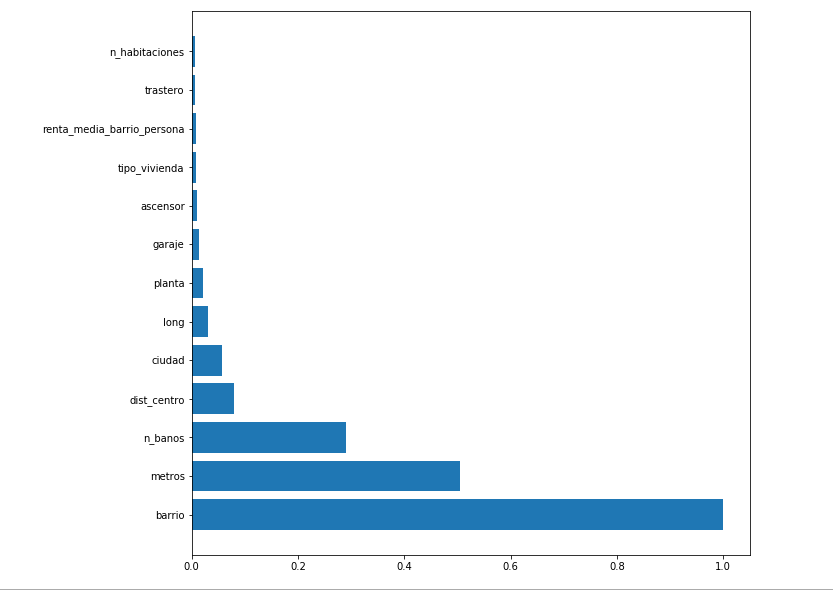 n_habitaciones
trastero
renta_media_barrio_persona
tipo_vivienda
ascensor
garaje
planta
long
ciudad
dist_centro
n_banos
metros
barrio
0.0 0.2 0.4 0.6 0.8 1.0